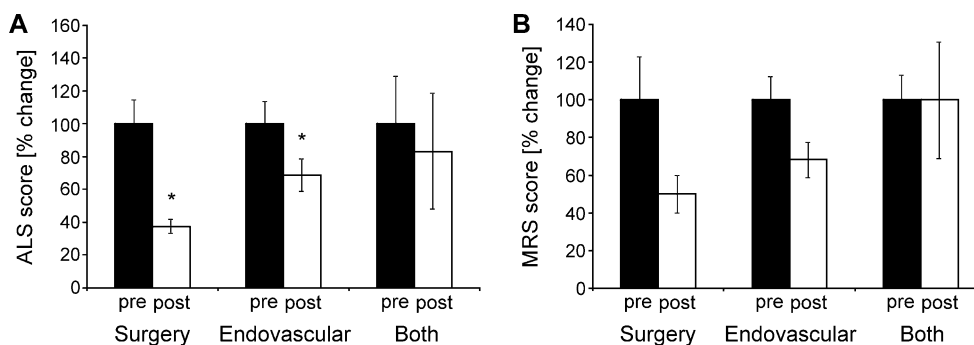 A
ALS score [% change]
160
140
120
100
80
60
40
20
0
*
*
pre post pre post pre post
Surgery Endovascular Both
B
MRS score [% change]
140
120
100
80
60
40
20
0
pre post pre post pre post
Surgery Endovascular Both